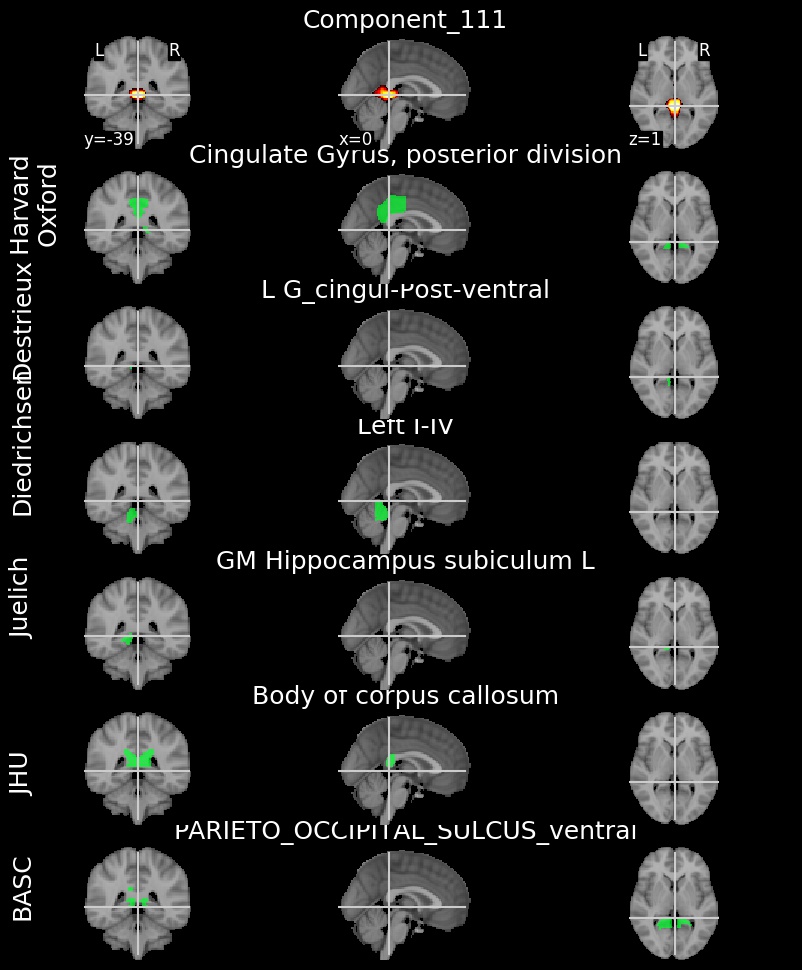 Component_111
L R L R
y=-39 x=0 z=1
Cingulate Gyrus, posterior division
Harvard
Oxford
L G_cingul-Post-ventral
Destrieux
Left I-IV
Diedrichsen
GM Hippocampus subiculum L
Juelich
Body of corpus callosum
JHU
PARIETO_OCCIPITAL_SULCUS_ventral
BASC